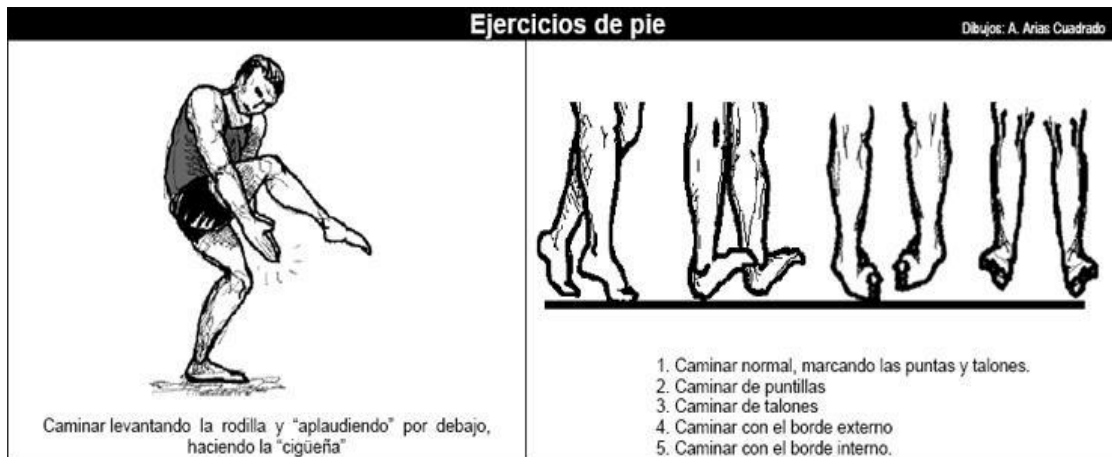 Ejercicios de pie
Dibujos: A. Arias Cuadrado
Caminar levantando la rodilla y “aplaudiendo” por debajo,
haciendo la “cigüeña”
1. Caminar normal, marcando las puntas y talones.
2. Caminar de puntillas
3. Caminar de talones
4. Caminar con el borde externo
5. Caminar con el borde interno.